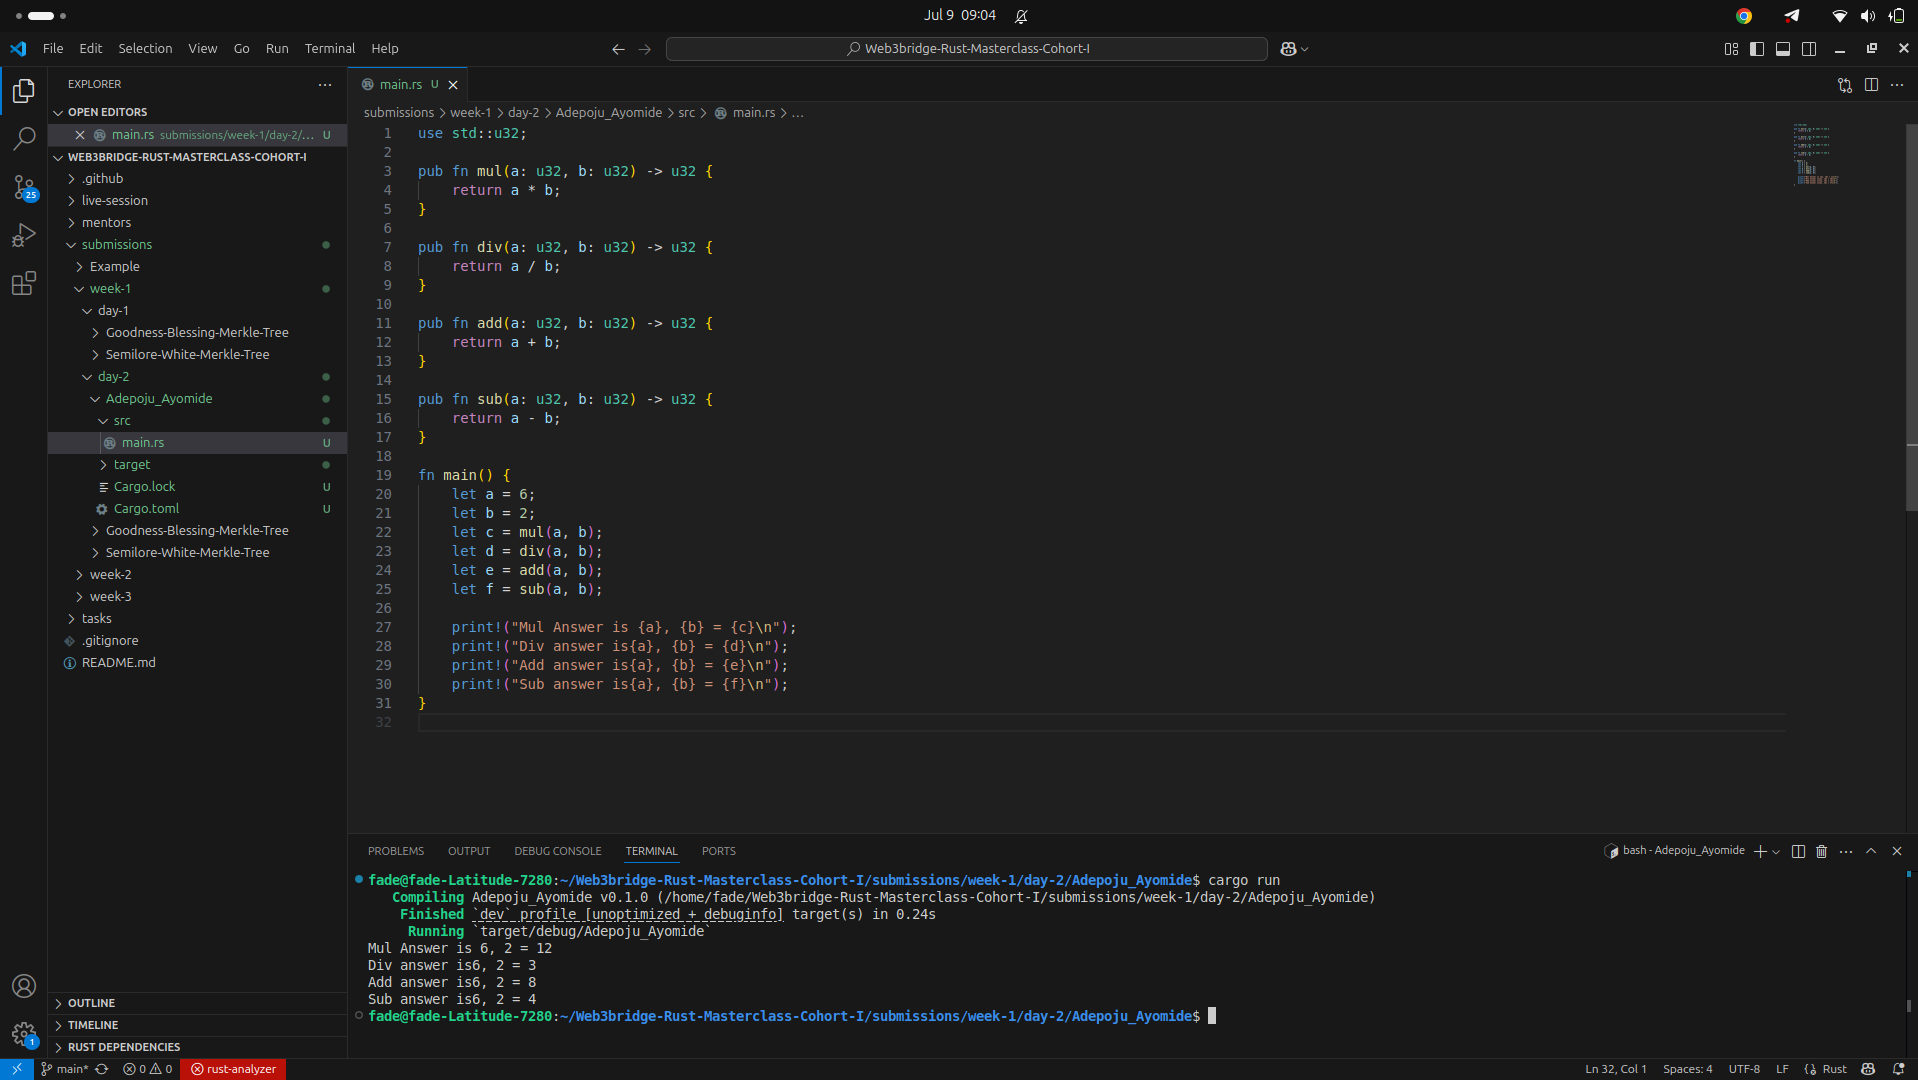 Jul 9 09:04
File Edit Selection View Go Run Terminal Help
Web3bridge-Rust-Masterclass-Cohort-I
EXPLORER
OPEN EDITORS
main.rs submissions/week-1/day-2/... U
WEB3BRIDGE-RUST-MASTERCLASS-COHORT-I
.github
live-session
mentors
submissions
Example
week-1
day-1
Goodness-Blessing-Merkle-Tree
Semilore-White-Merkle-Tree
day-2
Adepoju_Ayomide
src
main.rs U
target
Cargo.lock U
Cargo.toml U
Goodness-Blessing-Merkle-Tree
Semilore-White-Merkle-Tree
week-2
week-3
tasks
.gitignore
README.md
OUTLINE
TIMELINE
RUST DEPENDENCIES
25
1
main.rs U
submissions > week-1 > day-2 > Adepoju_Ayomide > src > main.rs > ...
1 use std::u32;
2
3 pub fn mul(a: u32, b: u32) -> u32 {
4 return a * b;
5 }
6
7 pub fn div(a: u32, b: u32) -> u32 {
8 return a / b;
9 }
10
11 pub fn add(a: u32, b: u32) -> u32 {
12 return a + b;
13 }
14
15 pub fn sub(a: u32, b: u32) -> u32 {
16 return a - b;
17 }
18
19 fn main() {
20 let a = 6;
21 let b = 2;
22 let c = mul(a, b);
23 let d = div(a, b);
24 let e = add(a, b);
25 let f = sub(a, b);
26
27 print!("Mul Answer is {a}, {b} = {c}\n");
28 print!("Div answer is{a}, {b} = {d}\n");
29 print!("Add answer is{a}, {b} = {e}\n");
30 print!("Sub answer is{a}, {b} = {f}\n");
31 }
32
PROBLEMS OUTPUT DEBUG CONSOLE TERMINAL PORTS
bash - Adepoju_Ayomide
fade@fade-Latitude-7280:~/Web3bridge-Rust-Masterclass-Cohort-I/submissions/week-1/day-2/Adepoju_Ayomide$ cargo run
Compiling Adepoju_Ayomide v0.1.0 (/home/fade/Web3bridge-Rust-Masterclass-Cohort-I/submissions/week-1/day-2/Adepoju_Ayomide)
Finished `dev` profile [unoptimized + debuginfo] target(s) in 0.24s
Running `target/debug/Adepoju_Ayomide`
Mul Answer is 6, 2 = 12
Div answer is6, 2 = 3
Add answer is6, 2 = 8
Sub answer is6, 2 = 4
fade@fade-Latitude-7280:~/Web3bridge-Rust-Masterclass-Cohort-I/submissions/week-1/day-2/Adepoju_Ayomide$
main* 0 0 rust-analyzer
Ln 32, Col 1 Spaces: 4 UTF-8 LF {} Rust